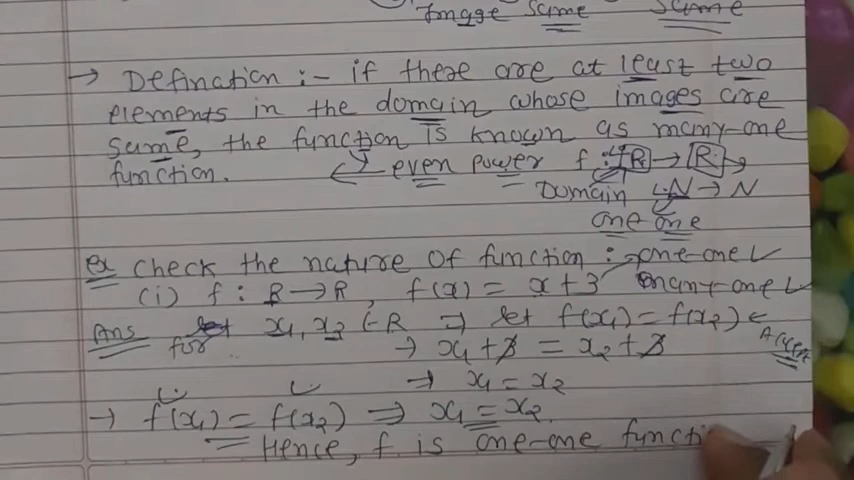 Image same same
→ Defination :- if these are at least two
elements in the domain whose images are
same, the function is known as many-one
function. even power f : R → R
Domain N → N
one one
ex check the nature of function :- one-one ✓
(i) f : R → R, f(x) = x + 3 many-one ✓
Ans let x₁, x₂ ∈ R ⇒ let f(x₁) = f(x₂)
for → x₁ + 3 = x₂ + 3
⇒ x₁ = x₂
→ f(x₁) = f(x₂) ⇒ x₁ = x₂.
Hence, f is one-one functi